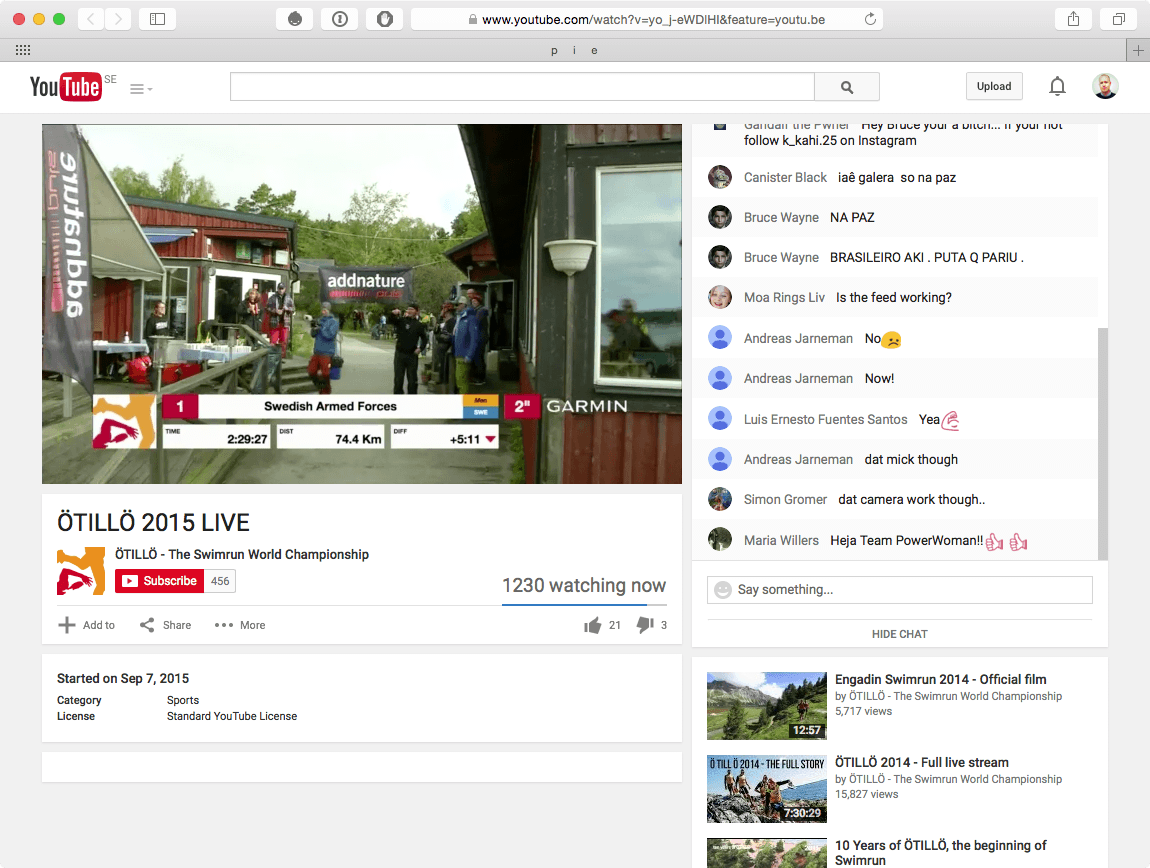 www.youtube.com/watch?v=yo_j-eWDIHI&feature=youtu.be
p i e
YouTube SE
Upload
addnature
addnature
1 Swedish Armed Forces Men SWE 2" GARMIN
TIME 2:29:27 DIST 74.4 Km DIFF +5:11
ÖTILLÖ 2015 LIVE
ÖTILLÖ - The Swimrun World Championship
Subscribe 456
1230 watching now
Add to Share More 21 3
Started on Sep 7, 2015
Category Sports
License Standard YouTube License
Gandalf the Pwner Hey Bruce your a bitch... if your not
follow k_kahi.25 on Instagram
Canister Black iaê galera so na paz
Bruce Wayne NA PAZ
Bruce Wayne BRASILEIRO AKI . PUTA Q PARIU .
Moa Rings Liv Is the feed working?
Andreas Jarneman No😞
Andreas Jarneman Now!
Luis Ernesto Fuentes Santos Yea💪
Andreas Jarneman dat mick though
Simon Gromer dat camera work though..
Maria Willers Heja Team PowerWoman!!👍👍
Say something...
HIDE CHAT
12:57
Engadin Swimrun 2014 - Official film
by ÖTILLÖ - The Swimrun World Championship
5,717 views
ÖTILLÖ 2014 - THE FULL STORY
7:30:29
ÖTILLÖ 2014 - Full live stream
by ÖTILLÖ - The Swimrun World Championship
15,827 views
10 Years of ÖTILLÖ, the beginning of
Swimrun